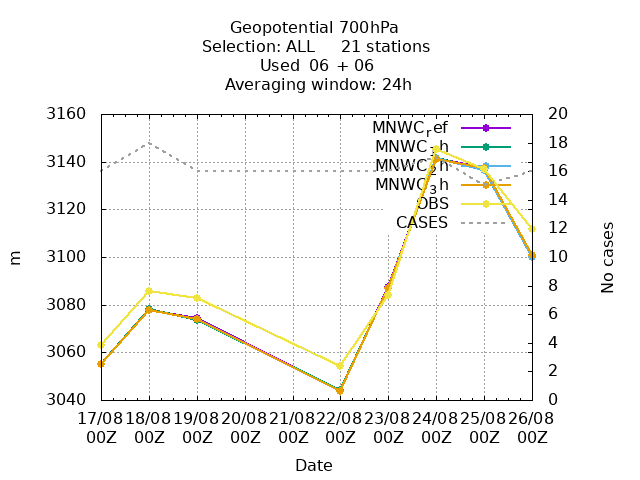 Geopotential 700hPa
Selection: ALL 21 stations
Used 06 + 06
Averaging window: 24h
3160
3140
3120
3100
3080
3060
3040
m
20
18
16
14
12
10
8
6
4
2
0
No cases
MNWC_ref
MNWC_1h
MNWC_2h
MNWC_3h
OBS
CASES
17/08 18/08 19/08 20/08 21/08 22/08 23/08 24/08 25/08 26/08
00Z 00Z 00Z 00Z 00Z 00Z 00Z 00Z 00Z 00Z
Date